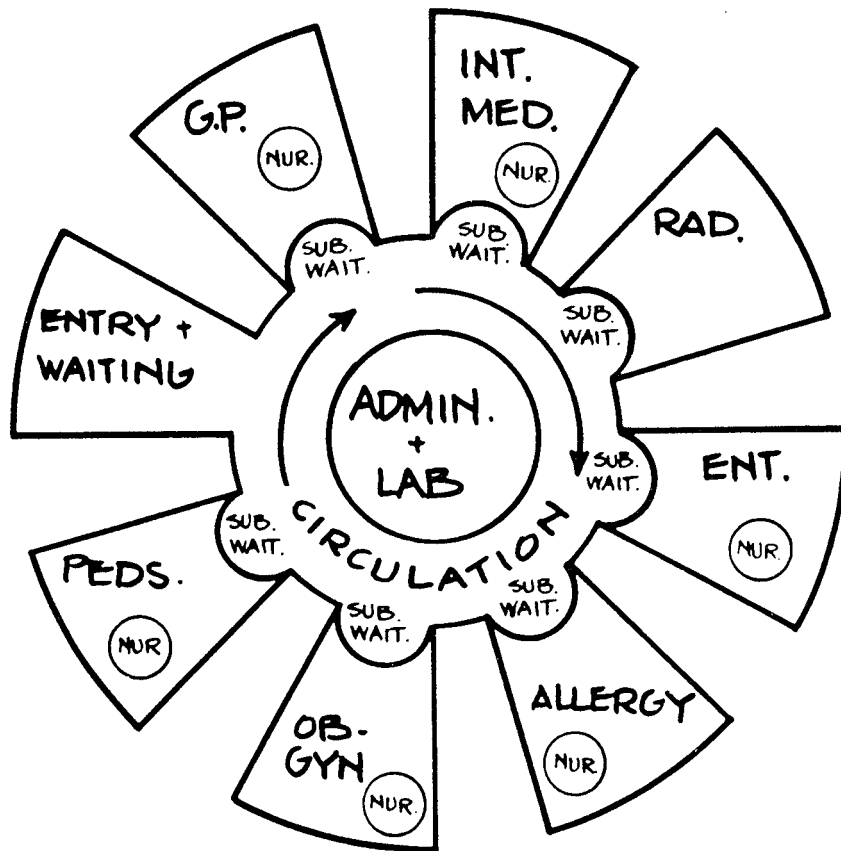 INT.
MED.
NUR.
SUB.
WAIT.
RAD.
SUB.
WAIT.
ENT.
NUR.
SUB.
WAIT.
ALLERGY
NUR.
SUB.
WAIT.
OB-
GYN
NUR.
SUB.
WAIT.
PEDS.
NUR
SUB.
WAIT.
ENTRY +
WAITING
G.P.
NUR.
SUB.
WAIT.
ADMIN.
+
LAB
CIRCULATION